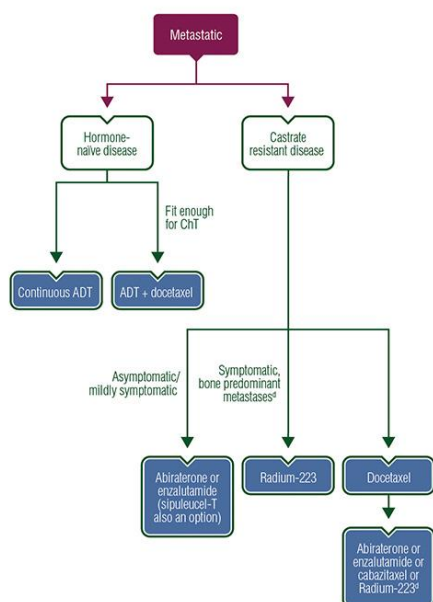 Metastatic
Hormone-
naïve disease
Castrate
resistant disease
Fit enough
for ChT
Continuous ADT
ADT + docetaxel
Asymptomatic/
mildly symptomatic
Symptomatic,
bone predominant
metastasesᵈ
Abiraterone or
enzalutamide
(sipuleucel-T
also an option)
Radium-223
Docetaxel
Abiraterone or
enzalutamide or
cabazitaxel or
Radium-223ᵈ